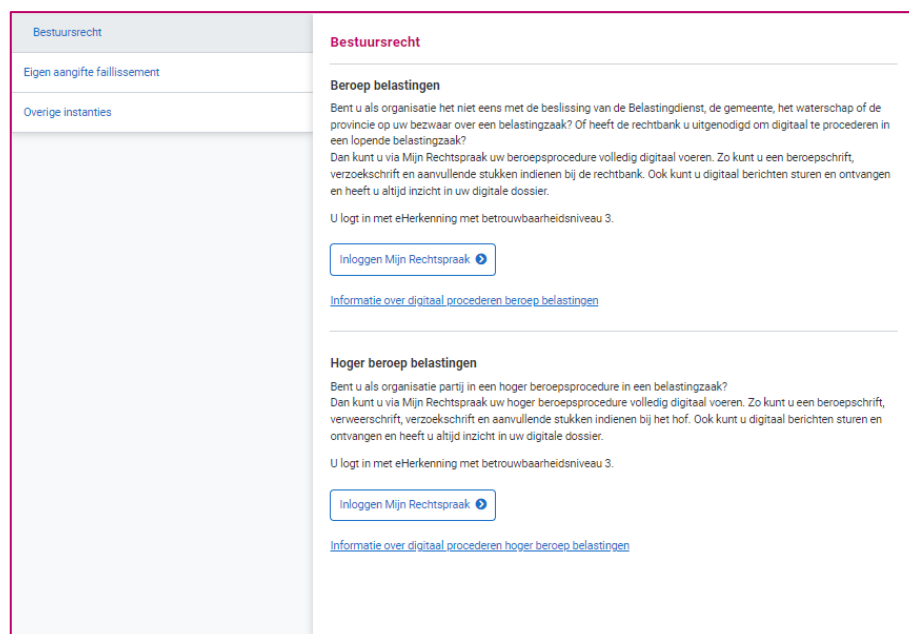 Bestuursrecht
Eigen aangifte faillissement
Overige instanties
Bestuursrecht
Beroep belastingen
Bent u als organisatie het niet eens met de beslissing van de Belastingdienst, de gemeente, het waterschap of de
provincie op uw bezwaar over een belastingzaak? Of heeft de rechtbank u uitgenodigd om digitaal te procederen in
een lopende belastingzaak?
Dan kunt u via Mijn Rechtspraak uw beroepsprocedure volledig digitaal voeren. Zo kunt u een beroepschrift,
verzoekschrift en aanvullende stukken indienen bij de rechtbank. Ook kunt u digitaal berichten sturen en ontvangen
en heeft u altijd inzicht in uw digitale dossier.
U logt in met eHerkenning met betrouwbaarheidsniveau 3.
Inloggen Mijn Rechtspraak
Informatie over digitaal procederen beroep belastingen
Hoger beroep belastingen
Bent u als organisatie partij in een hoger beroepsprocedure in een belastingzaak?
Dan kunt u via Mijn Rechtspraak uw hoger beroepsprocedure volledig digitaal voeren. Zo kunt u een beroepschrift,
verweerschrift, verzoekschrift en aanvullende stukken indienen bij het hof. Ook kunt u digitaal berichten sturen en
ontvangen en heeft u altijd inzicht in uw digitale dossier.
U logt in met eHerkenning met betrouwbaarheidsniveau 3.
Inloggen Mijn Rechtspraak
Informatie over digitaal procederen hoger beroep belastingen